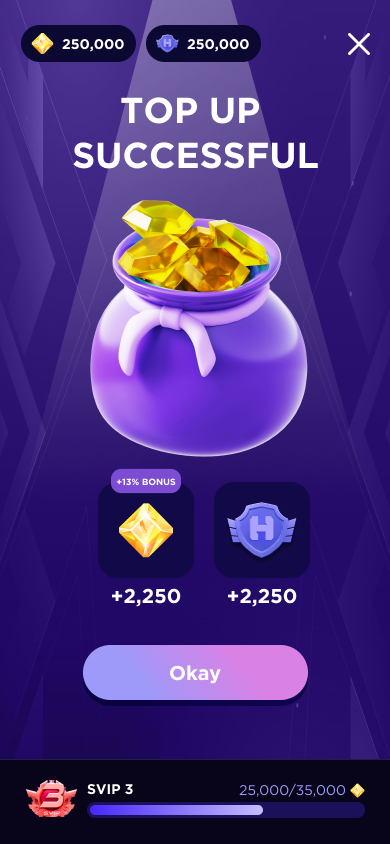 250,000
250,000
TOP UP
SUCCESSFUL
+13% BONUS
H
+2,250
+2,250
Okay
SVIP 3
25,000/35,000